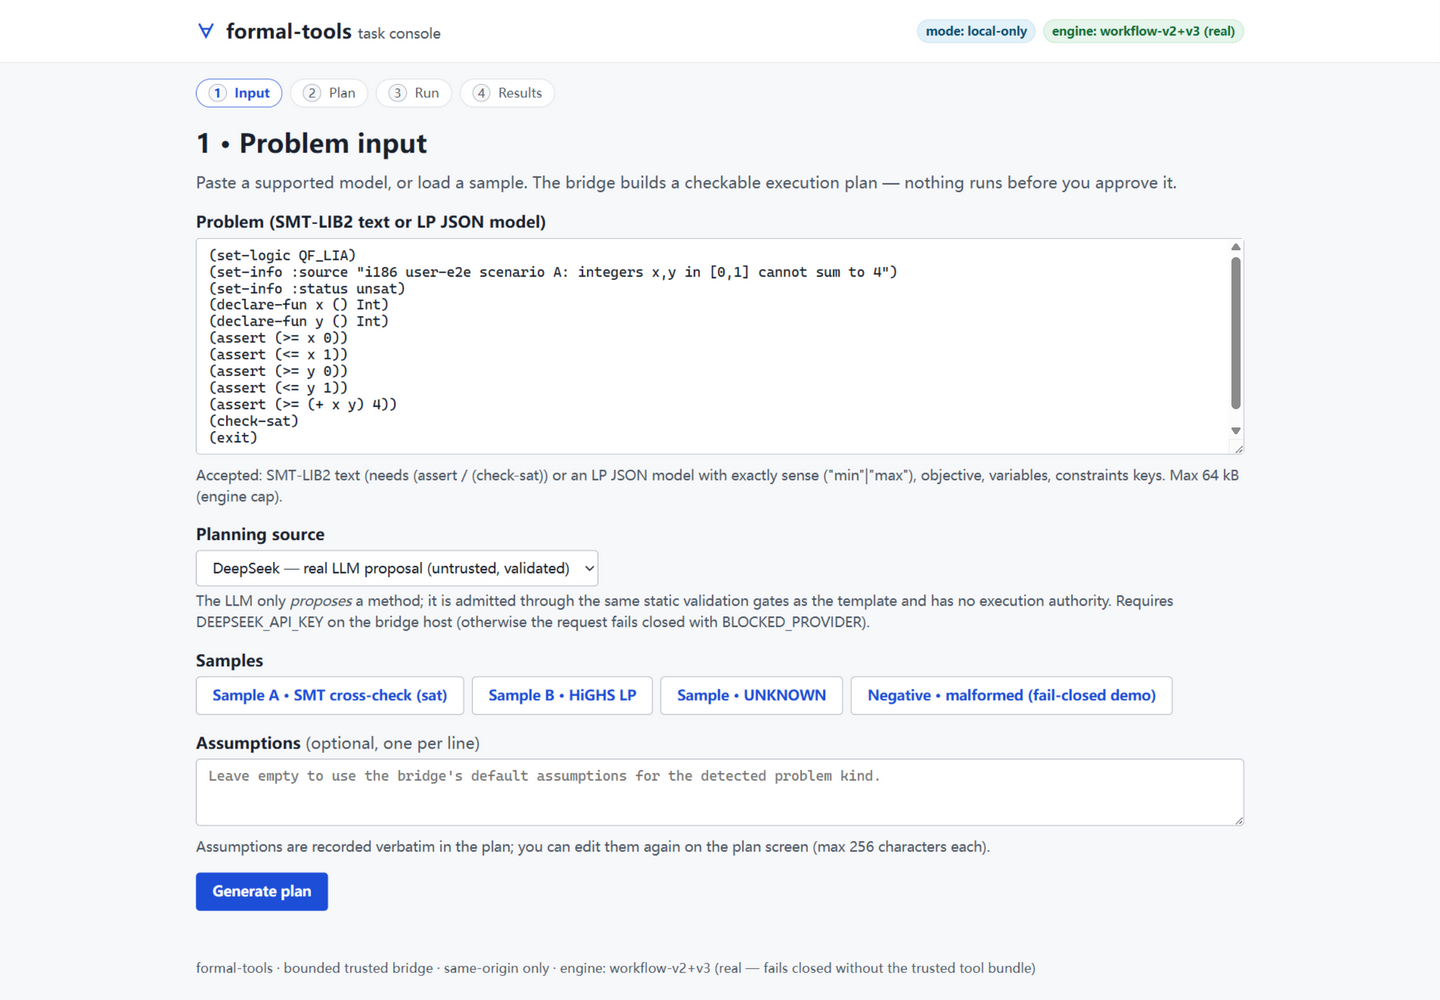 formal-tools task console
mode: local-only
engine: workflow-v2+v3 (real)
1 Input
2 Plan
3 Run
4 Results
1 • Problem input
Paste a supported model, or load a sample. The bridge builds a checkable execution plan — nothing runs before you approve it.
Problem (SMT-LIB2 text or LP JSON model)
(set-logic QF_LIA)
(set-info :source "i186 user-e2e scenario A: integers x,y in [0,1] cannot sum to 4")
(set-info :status unsat)
(declare-fun x () Int)
(declare-fun y () Int)
(assert (>= x 0))
(assert (<= x 1))
(assert (>= y 0))
(assert (<= y 1))
(assert (>= (+ x y) 4))
(check-sat)
(exit)
Accepted: SMT-LIB2 text (needs (assert / (check-sat)) or an LP JSON model with exactly sense ("min"|"max"), objective, variables, constraints keys. Max 64 kB
(engine cap).
Planning source
DeepSeek — real LLM proposal (untrusted, validated)
The LLM only proposes a method; it is admitted through the same static validation gates as the template and has no execution authority. Requires
DEEPSEEK_API_KEY on the bridge host (otherwise the request fails closed with BLOCKED_PROVIDER).
Samples
Sample A • SMT cross-check (sat)
Sample B • HiGHS LP
Sample • UNKNOWN
Negative • malformed (fail-closed demo)
Assumptions (optional, one per line)
Leave empty to use the bridge's default assumptions for the detected problem kind.
Assumptions are recorded verbatim in the plan; you can edit them again on the plan screen (max 256 characters each).
Generate plan
formal-tools · bounded trusted bridge · same-origin only · engine: workflow-v2+v3 (real — fails closed without the trusted tool bundle)